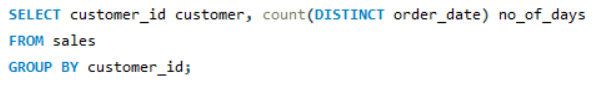 SELECT customer_id customer, count(DISTINCT order_date) no_of_days
FROM sales
GROUP BY customer_id;